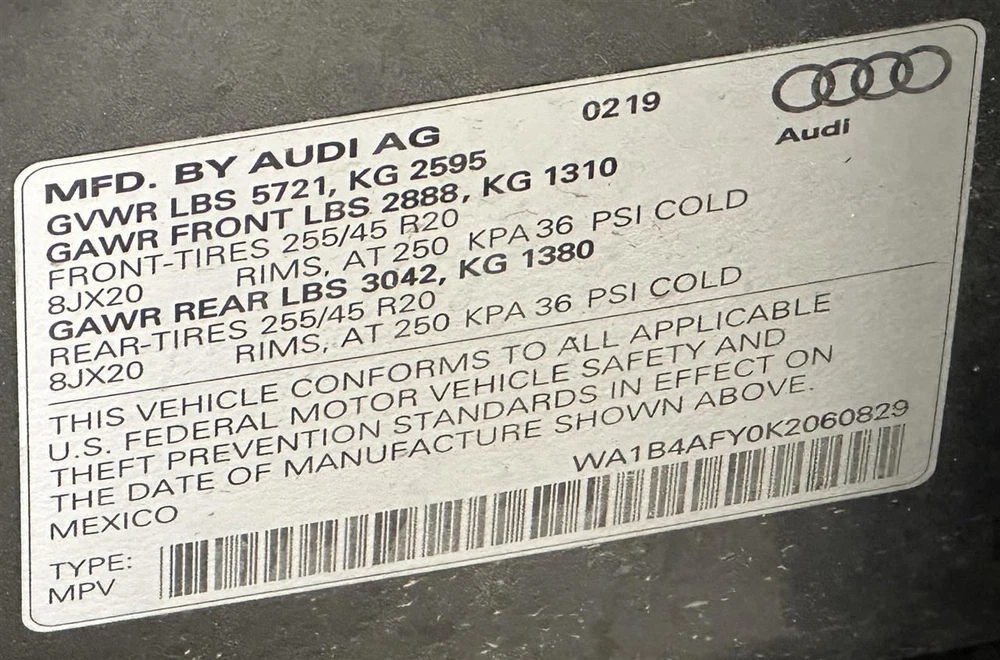 MFD. BY AUDI AG 0219
Audi
GVWR LBS 5721, KG 2595
GAWR FRONT LBS 2888, KG 1310
FRONT-TIRES 255/45 R20
8JX20 RIMS, AT 250 KPA 36 PSI COLD
GAWR REAR LBS 3042, KG 1380
REAR-TIRES 255/45 R20
8JX20 RIMS, AT 250 KPA 36 PSI COLD
THIS VEHICLE CONFORMS TO ALL APPLICABLE
U.S. FEDERAL MOTOR VEHICLE SAFETY AND
THEFT PREVENTION STANDARDS IN EFFECT ON
THE DATE OF MANUFACTURE SHOWN ABOVE.
MEXICO WA1B4AFY0K2060829
TYPE:
MPV